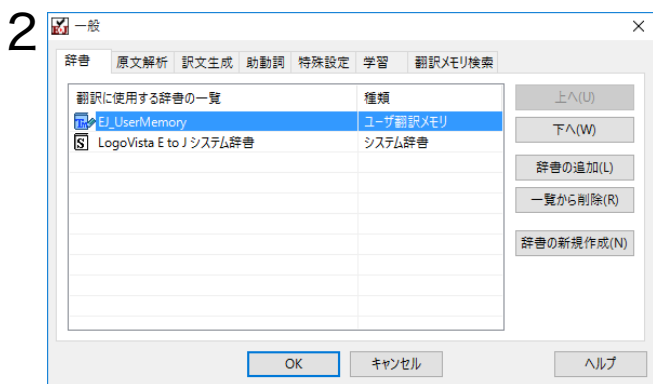 2
一般
辞書 原文解析 訳文生成 助動詞 特殊設定 学習 翻訳メモリ検索
翻訳に使用する辞書の一覧 種類
EJ_UserMemory ユーザ翻訳メモリ
LogoVista E to J システム辞書 システム辞書
上へ(U)
下へ(W)
辞書の追加(L)
一覧から削除(R)
辞書の新規作成(N)
OK キャンセル ヘルプ